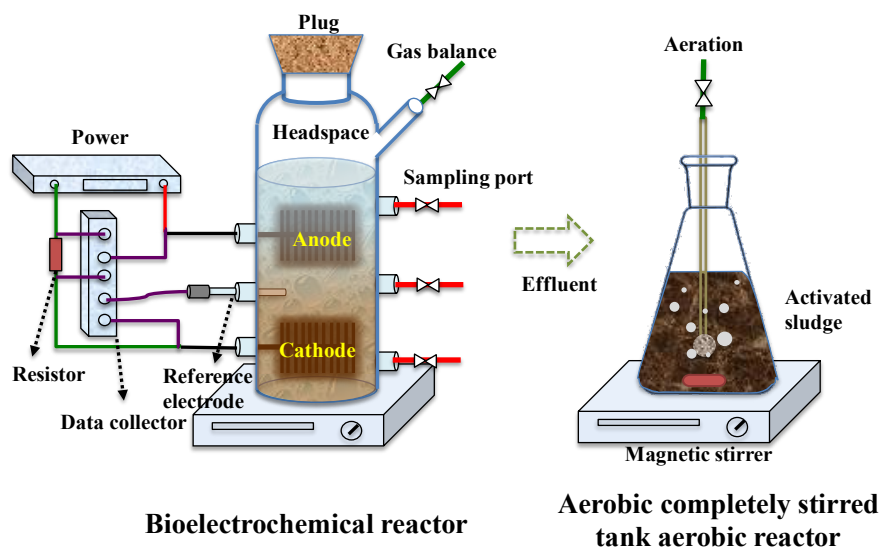 Plug
Gas balance
Aeration
Headspace
Power
Sampling port
Anode
Effluent
Activated
sludge
Cathode
Resistor
Reference
electrode
Data collector
Magnetic stirrer
Bioelectrochemical reactor
Aerobic completely stirred
tank aerobic reactor